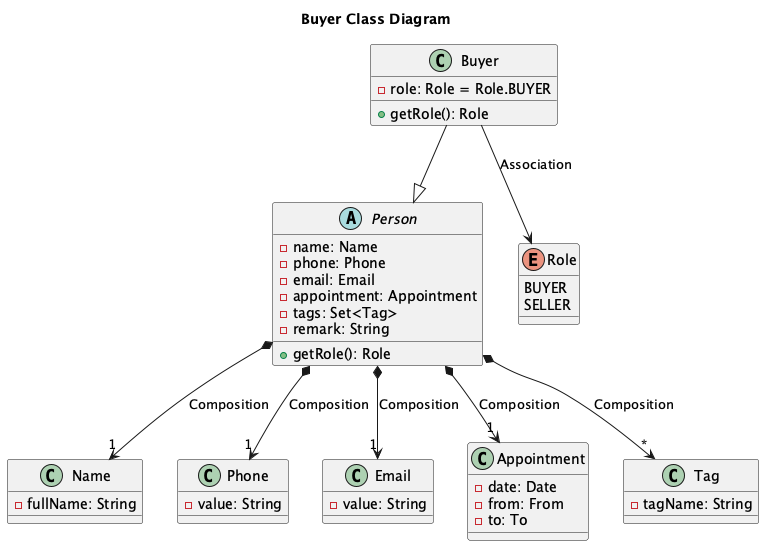 Buyer Class Diagram
C Buyer
role: Role = Role.BUYER
getRole(): Role
Association
A Person
name: Name
phone: Phone
email: Email
appointment: Appointment
tags: Set<Tag>
remark: String
getRole(): Role
E Role
BUYER
SELLER
Composition
Composition
Composition
Composition
Composition
1
1
1
1
*
C Name
fullName: String
C Phone
value: String
C Email
value: String
C Appointment
date: Date
from: From
to: To
C Tag
tagName: String